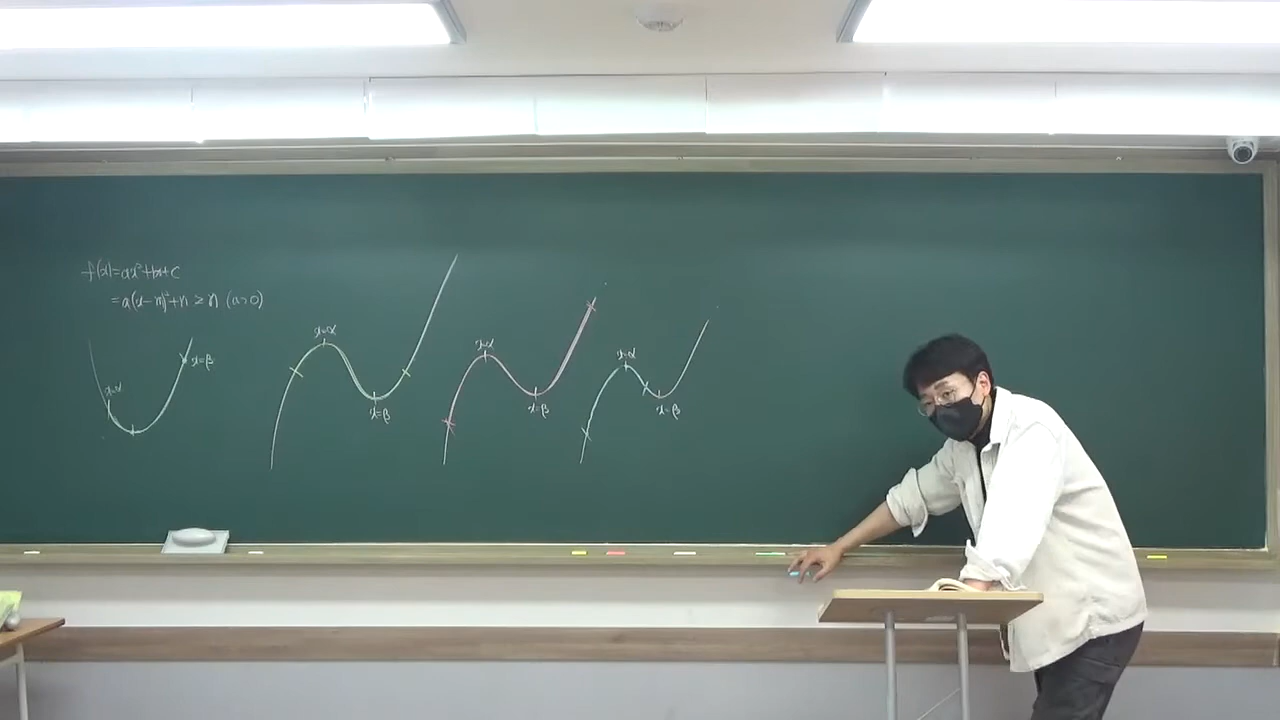 f(x)=ax²+bx+c
=a(x-m)²+n ≥ n (a>0)
x=α
x=β
x=α
x=β
x=α
x=β
x=α
x=β